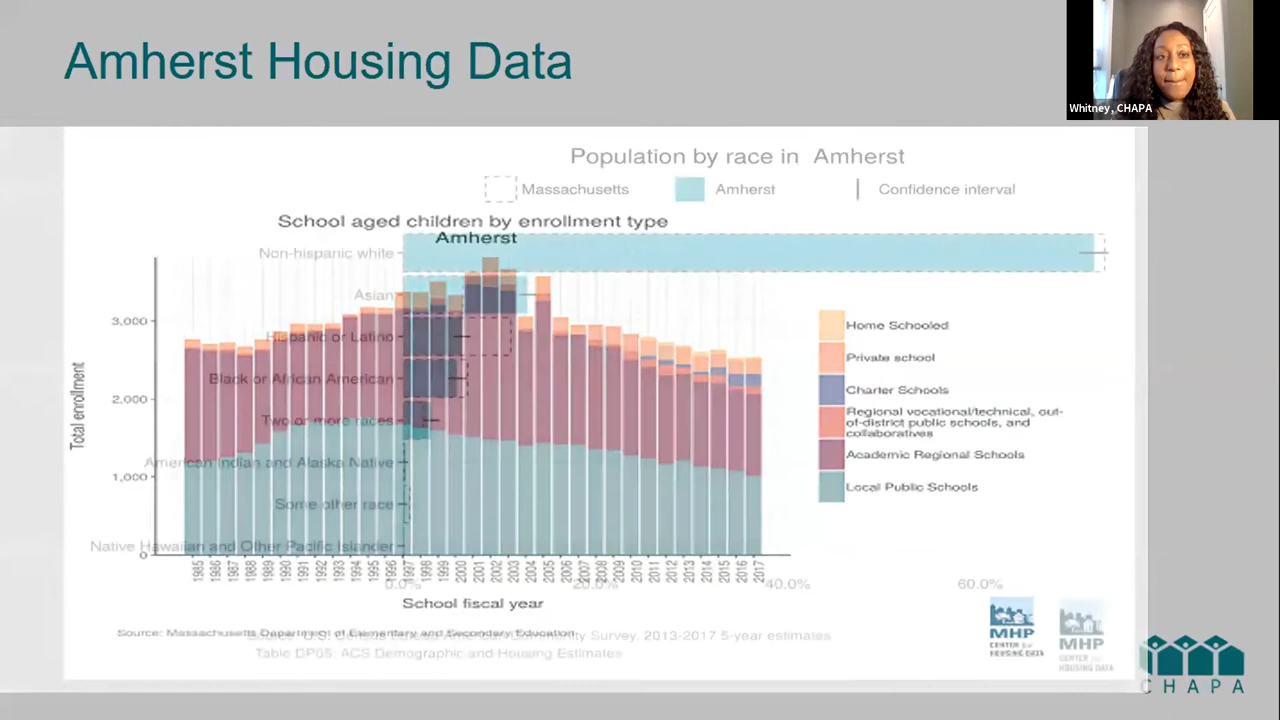 Amherst Housing Data
Whitney, CHAPA
Population by race in Amherst
Massachusetts
Amherst
Confidence interval
School aged children by enrollment type
Amherst
Non-hispanic white
Asian
Hispanic or Latino
Black or African American
Two or more races
American Indian and Alaska Native
Some other race
Native Hawaiian and Other Pacific Islander
Total enrollment
3,000
2,000
1,000
0
Home Schooled
Private school
Charter Schools
Regional vocational/technical, out-
of-district public schools, and
collaboratives
Academic Regional Schools
Local Public Schools
1985 1986 1987 1988 1989 1990 1991 1992 1993 1994 1995 1996 1997 1998 1999 2000 2001 2002 2003 2004 2005 2006 2007 2008 2009 2010 2011 2012 2013 2014 2015 2016 2017
0.0% 20.0% 40.0% 60.0%
School fiscal year
Source: Massachusetts Department of Elementary and Secondary Education
Community Survey, 2013-2017 5-year estimates
Table DP05: ACS Demographic and Housing Estimates
MHP
HOUSING DATA
MHP
CENTER
HOUSING DATA
CHAPA